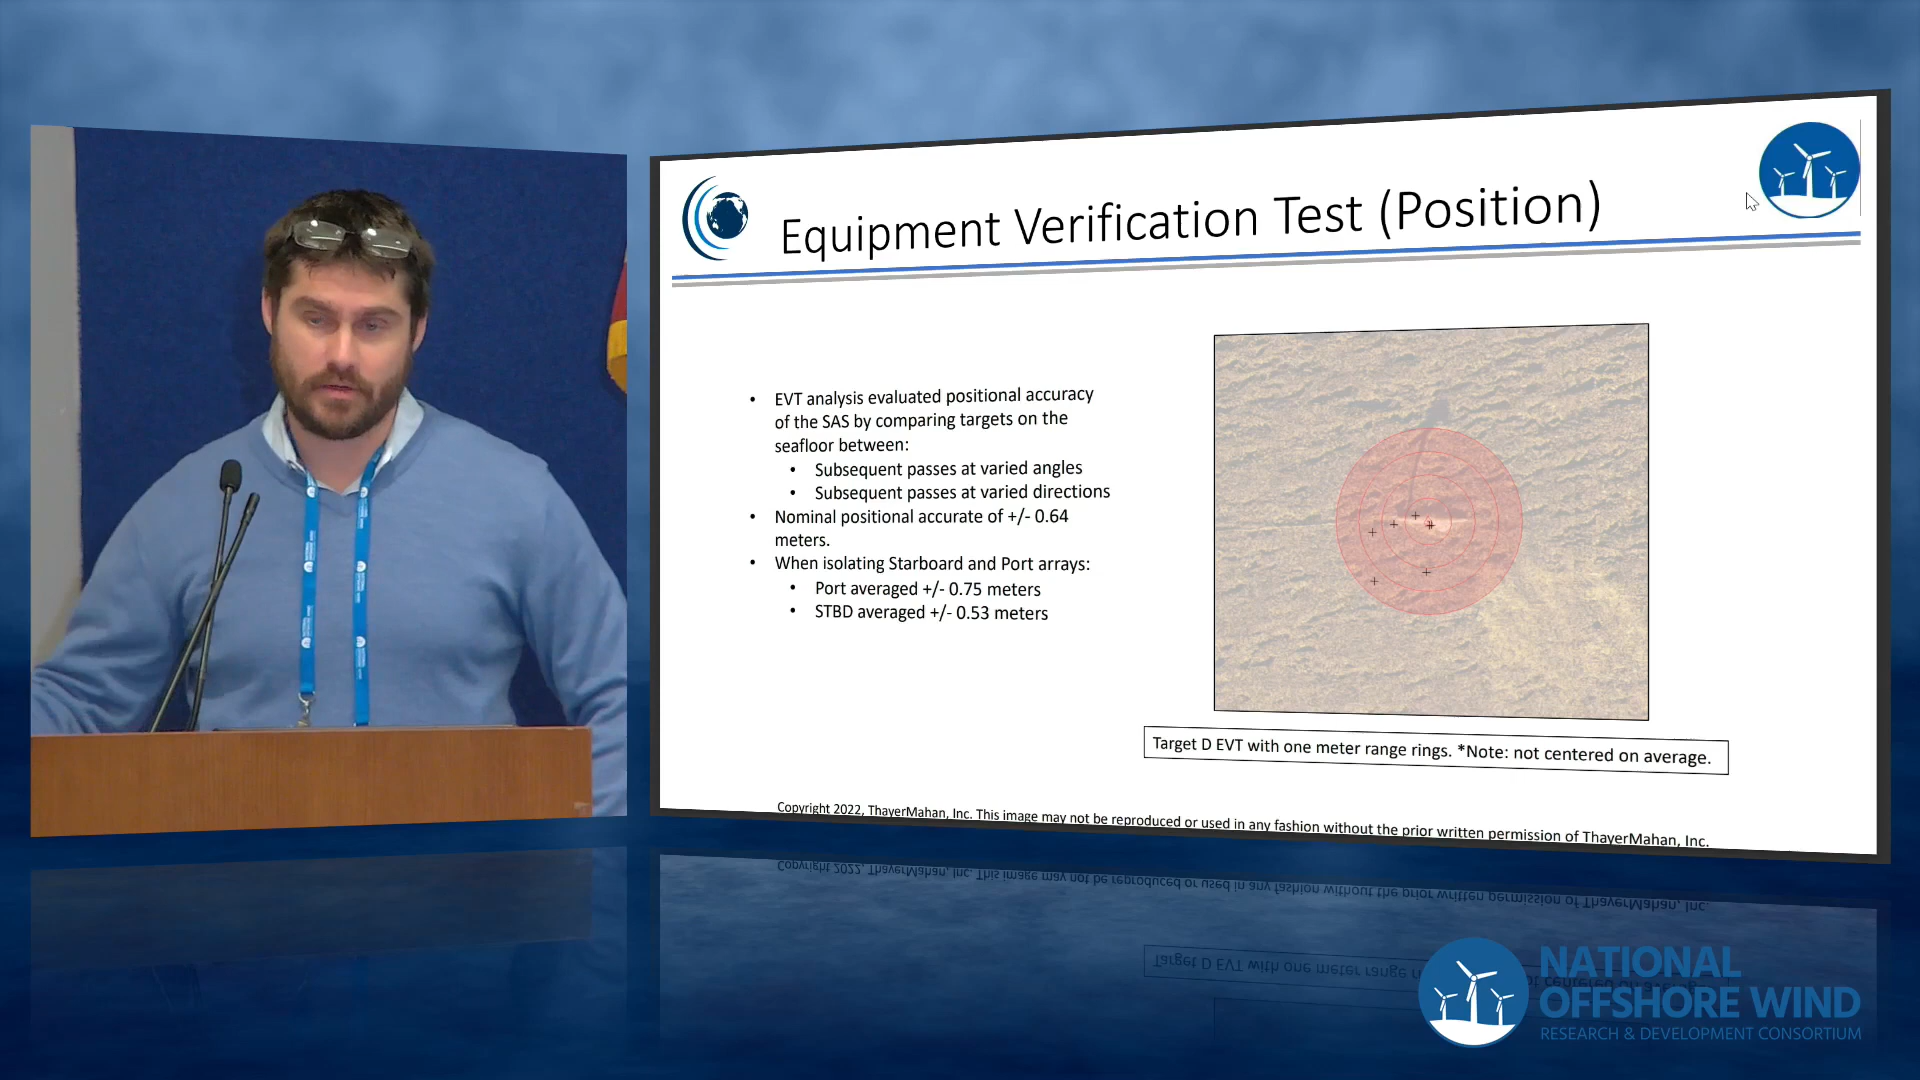 Equipment Verification Test (Position)
• EVT analysis evaluated positional accuracy
of the SAS by comparing targets on the
seafloor between:
• Subsequent passes at varied angles
• Subsequent passes at varied directions
• Nominal positional accurate of +/- 0.64
meters.
• When isolating Starboard and Port arrays:
• Port averaged +/- 0.75 meters
• STBD averaged +/- 0.53 meters
Target D EVT with one meter range rings. *Note: not centered on average.
Copyright 2022, ThayerMahan, Inc. This image may not be reproduced or used in any fashion without the prior written permission of ThayerMahan, Inc.
NATIONAL
OFFSHORE WIND
RESEARCH & DEVELOPMENT CONSORTIUM